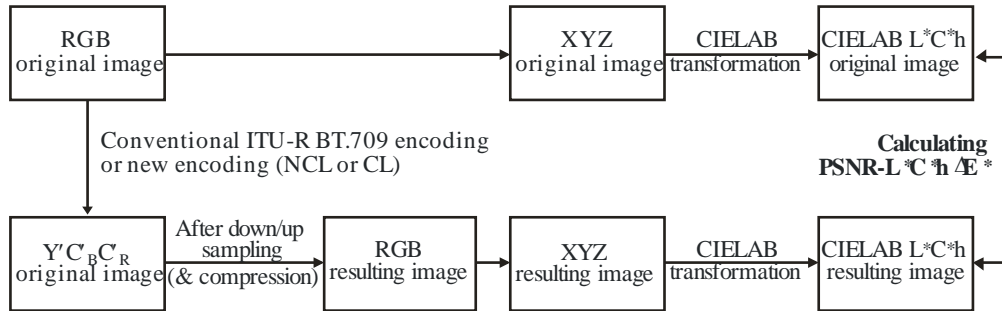 RGB
original image
XYZ
original image
CIELAB
transformation
CIELAB L*C*h
original image
Conventional ITU-R BT.709 encoding
or new encoding (NCL or CL)
Calculating
PSNR-L*C*h ΔE*
Y′C′BC′R
original image
After down/up
sampling
(& compression)
RGB
resulting image
XYZ
resulting image
CIELAB
transformation
CIELAB L*C*h
resulting image